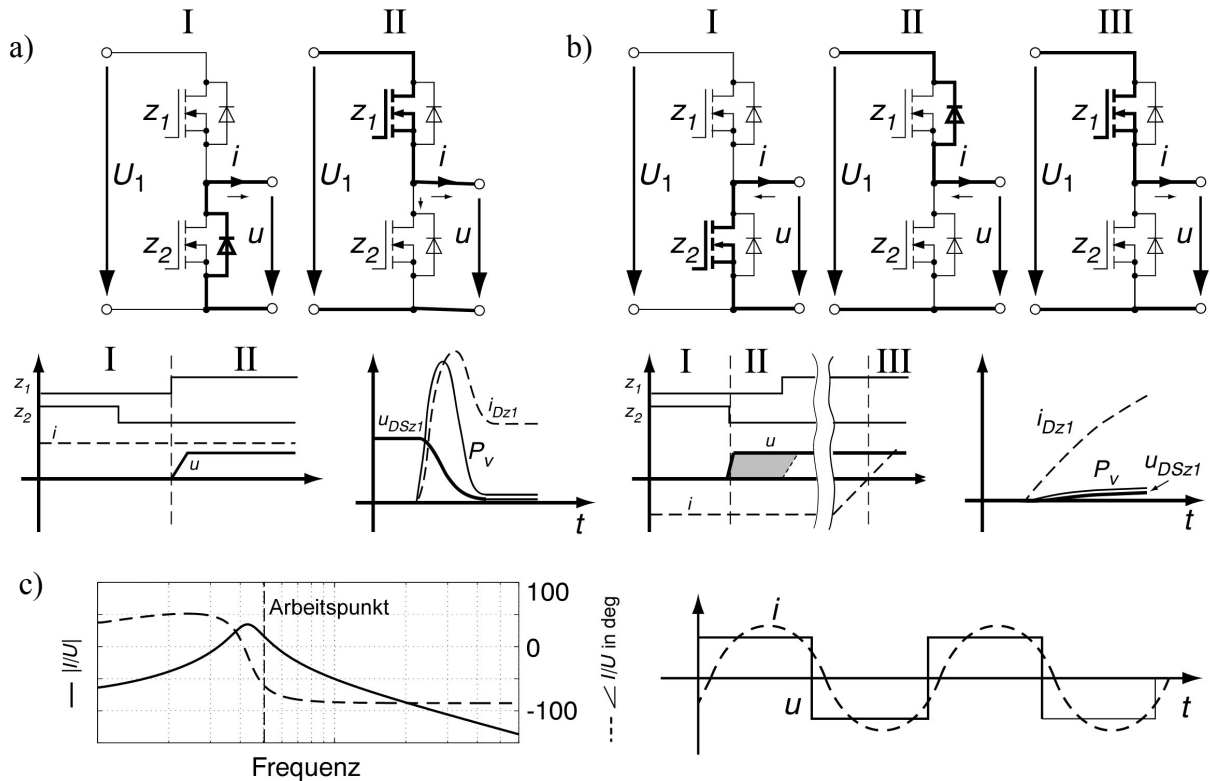 a)
I
II
z1
z2
U1
i
u
z1
z2
U1
i
u
b)
I
II
III
z1
z2
U1
i
u
z1
z2
U1
i
u
z1
z2
U1
i
u
I
II
z1
z2
i
u
uDSz1
iDz1
Pv
t
I
II
III
z1
z2
i
u
iDz1
Pv
uDSz1
t
c)
— |I/U|
Arbeitspunkt
100
0
-100
--- ∠ I/U in deg
Frequenz
i
u
t